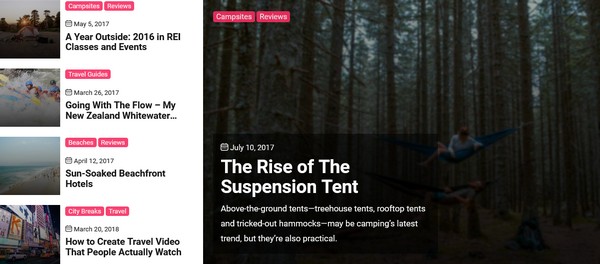 Campsites Reviews
May 5, 2017
A Year Outside: 2016 in REI
Classes and Events
Travel Guides
March 26, 2017
Going With The Flow – My
New Zealand Whitewater...
Beaches Reviews
April 12, 2017
Sun-Soaked Beachfront
Hotels
City Breaks Travel
March 20, 2018
How to Create Travel Video
That People Actually Watch
Campsites Reviews
July 10, 2017
The Rise of The
Suspension Tent
Above-the-ground tents—treehouse tents, rooftop tents
and tricked-out hammocks—may be camping's latest
trend, but they're also practical.